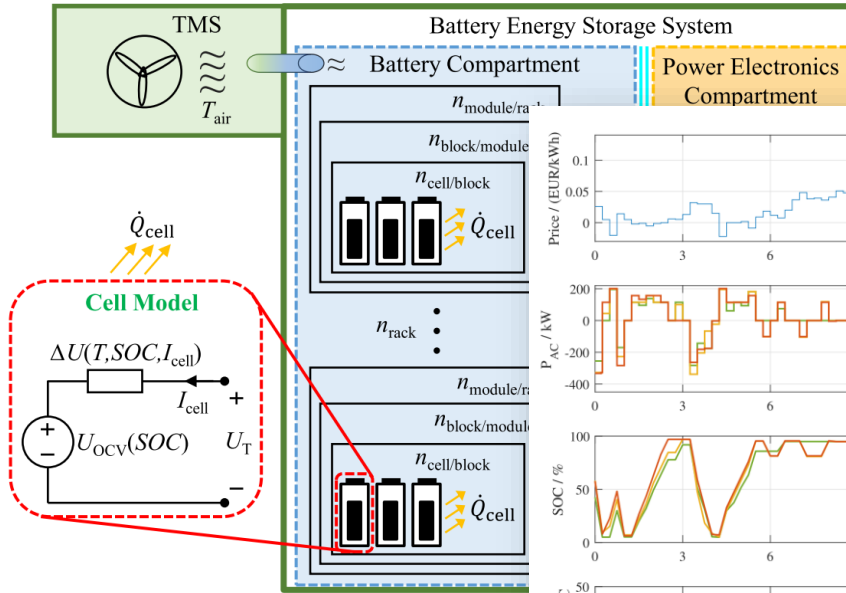 TMS
T_air
Battery Energy Storage System
Battery Compartment
Power Electronics
Compartment
n_module/rack
n_block/module
n_cell/block
Q̇_cell
n_rack
n_module/ra
n_block/module
n_cell/block
Q̇_cell
Q̇_cell
Cell Model
ΔU(T,SOC,I_cell)
I_cell
+
U_OCV(SOC)
U_T
−
+
−
Price / (EUR/kWh)
0.1
0.05
0
0 3 6
P_AC / kW
200
0
-200
-400
0 3 6
SOC / %
100
50
0
0 3 6
50